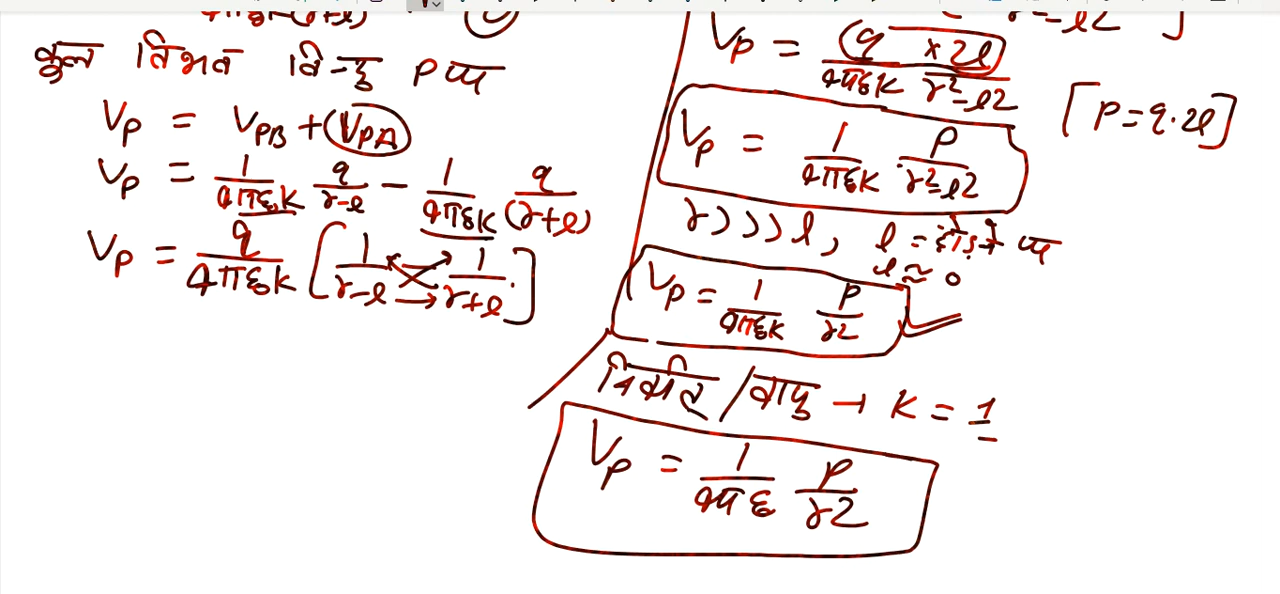 कुल विभव बिन्दु P पर
Vp = VPB + (VPA)
Vp = 1/4πε₀K q/r-l - 1/4πε₀K q/(r+l)
Vp = q/4πε₀K [1/r-l 1/r+l]
Vp = (q × 2l)/4πε₀K r²-l2
[P=q.2l]
Vp = 1/4πε₀K P/r²-l2
r>>>l, l = पर
l ≈ 0
Vp = 1/4πε₀K P/r2
निर्वात / वायु → K = 1
Vp = 1/4πε₀ P/r2